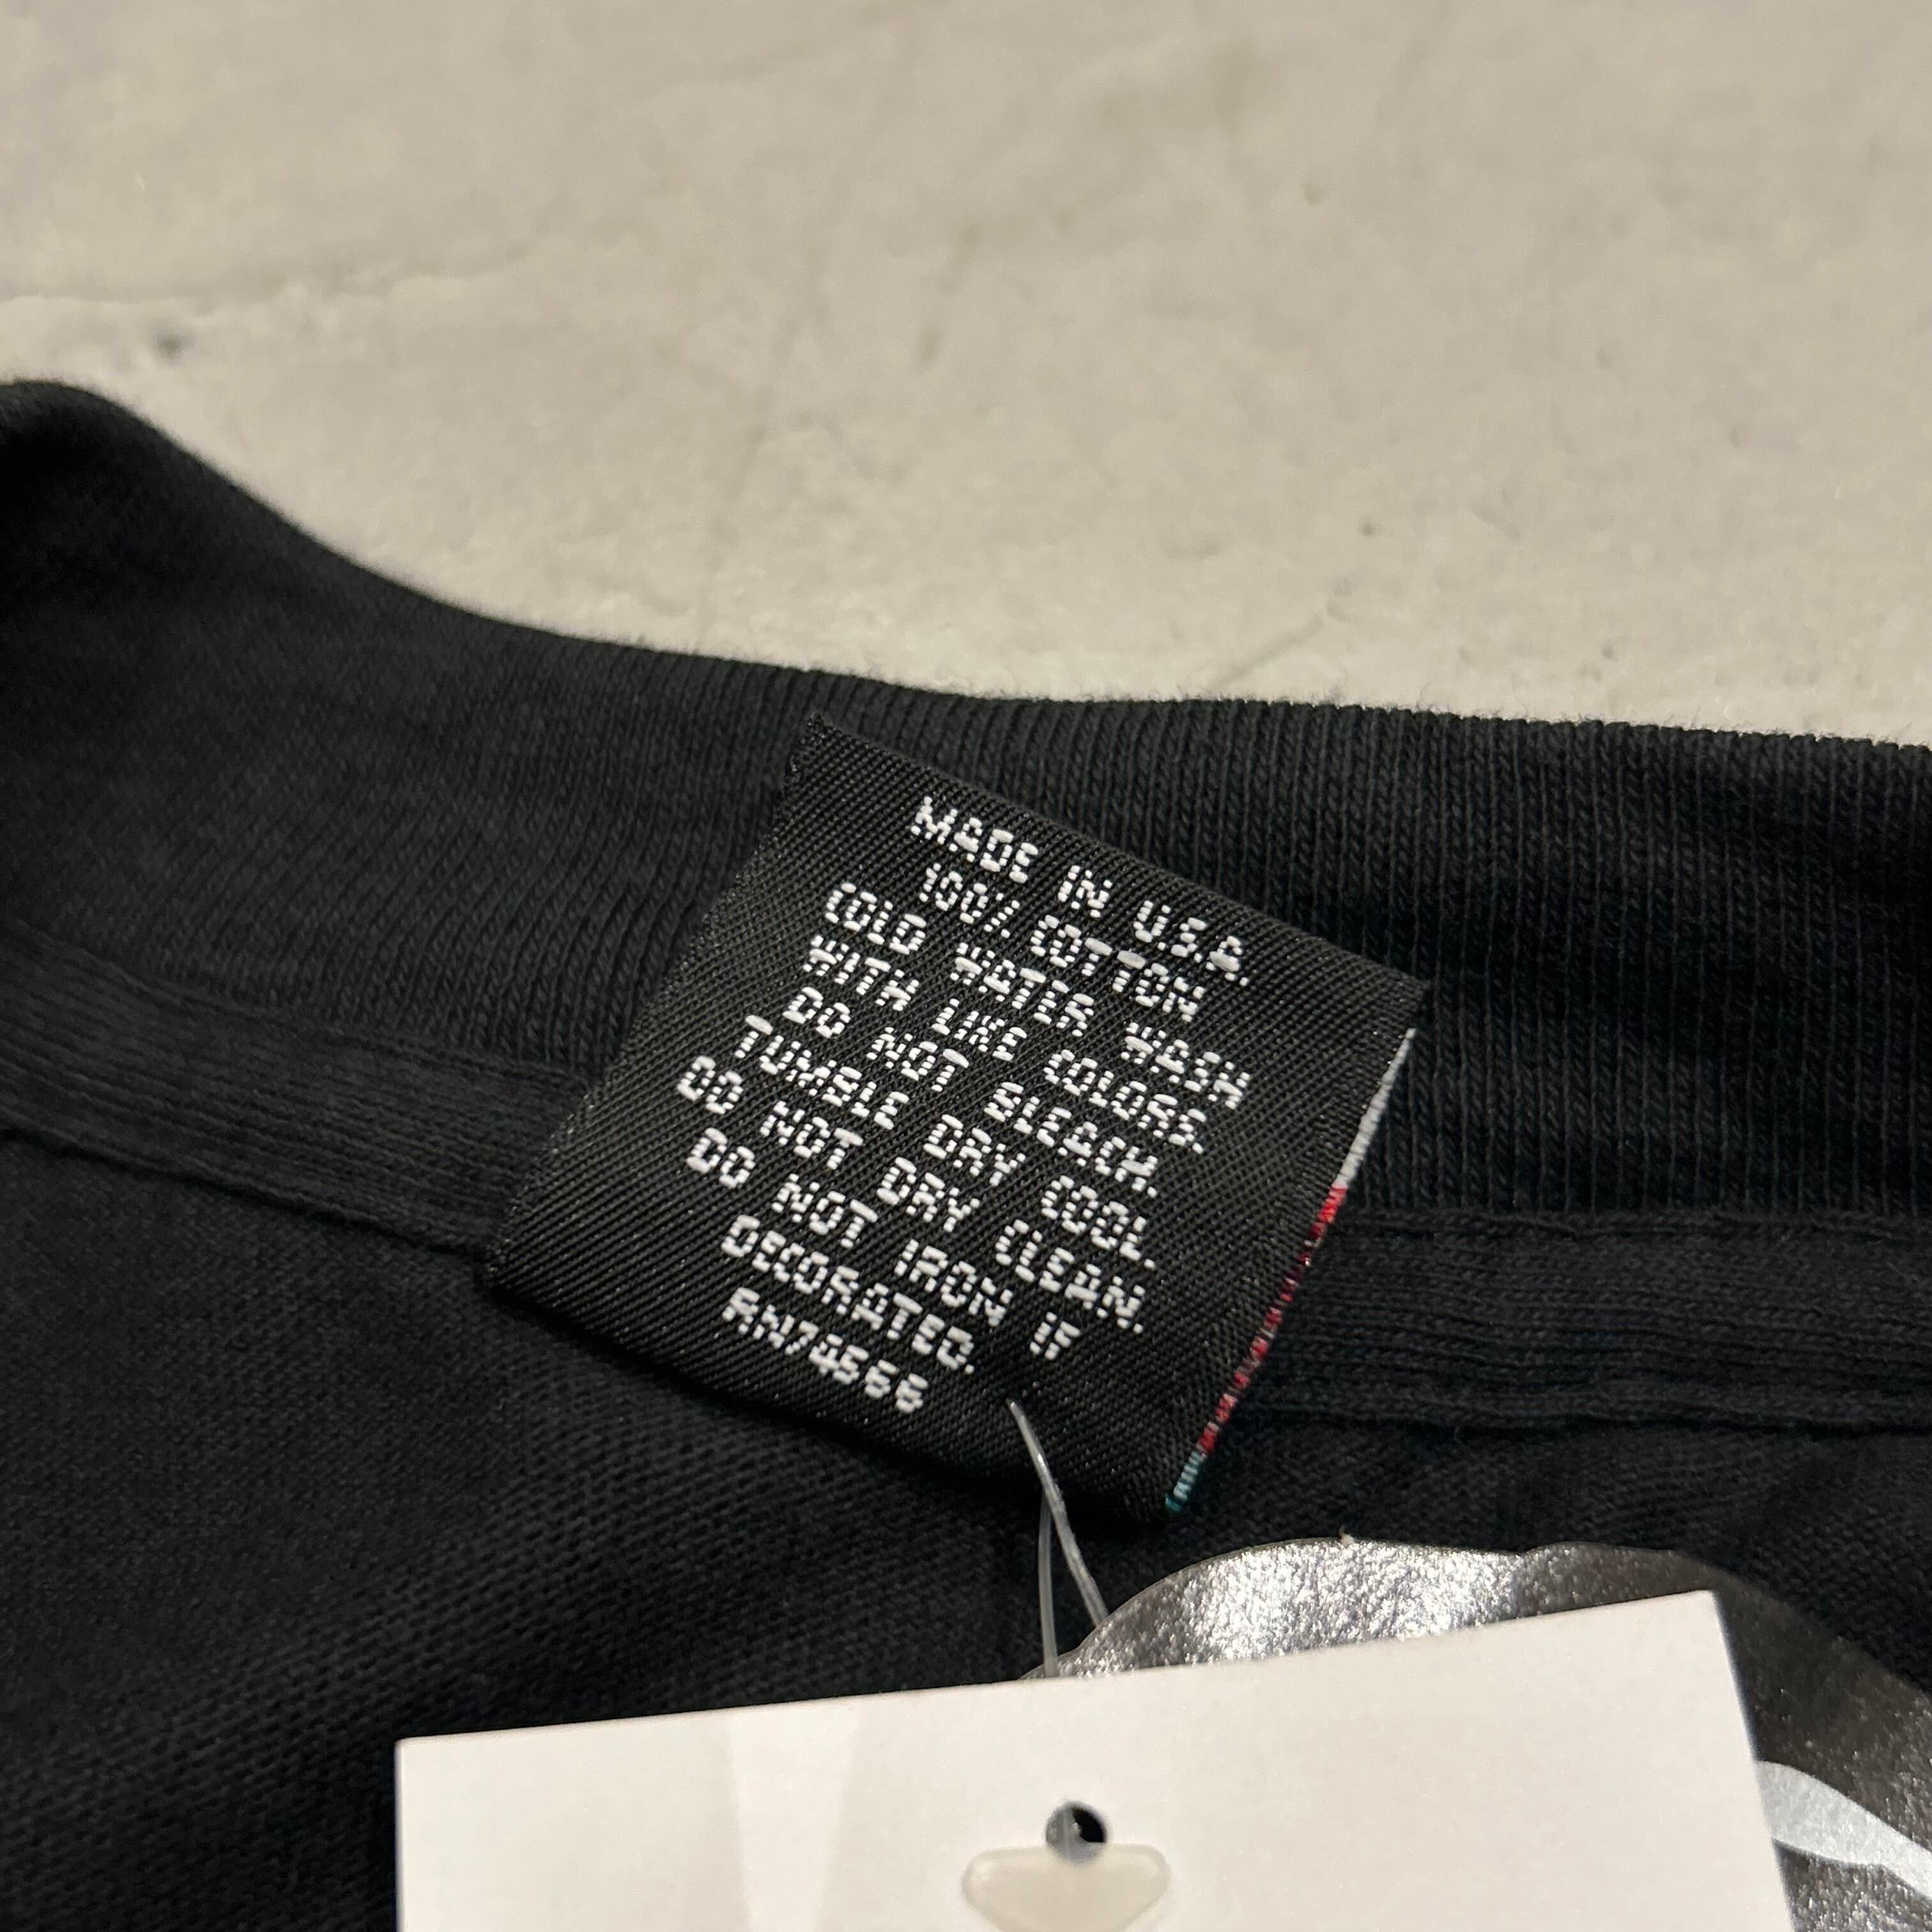 MADE IN U.S.A.
100% COTTON
COLD WATER WASH
WITH LIKE COLORS.
DO NOT BLEACH.
TUMBLE DRY COOL
DO NOT DRY CLEAN.
DO NOT IRON IF
DECORATED.
RN74566